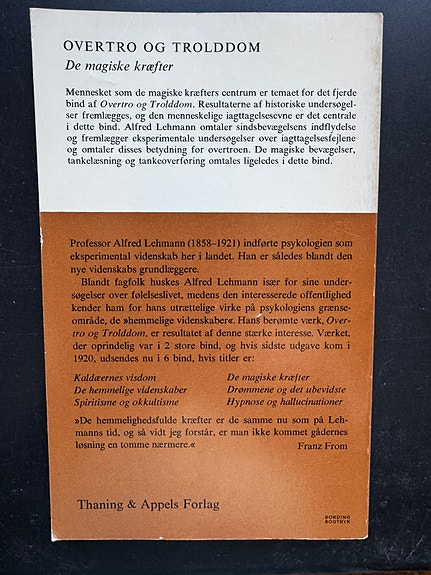 OVERTRO OG TROLDDOM
De magiske kræfter
Mennesket som de magiske kræfters centrum er temaet for det fjerde
bind af Overtro og Trolddom. Resultaterne af historiske undersøgel-
ser fremlægges, og den menneskelige iagttagelsesevne er det centrale
i dette bind. Alfred Lehmann omtaler sindsbevægelsens indflydelse
og fremlægger eksperimentale undersøgelser over iagttagelsesfejlene
og omtaler disses betydning for overtroen. De magiske bevægelser,
tankelæsning og tankeoverføring omtales ligeledes i dette bind.
Professor Alfred Lehmann (1858–1921) indførte psykologien som
eksperimental videnskab her i landet. Han er således blandt den
nye videnskabs grundlæggere.
Blandt fagfolk huskes Alfred Lehmann især for sine under-
søgelser over følelseslivet, medens den interesserede offentlighed
kender ham for hans utrættelige virke på psykologiens grænse-
område, de »hemmelige videnskaber«. Hans berømte værk, Over-
tro og Trolddom, er resultatet af denne stærke interesse. Værket,
der oprindelig var i 2 store bind, og hvis sidste udgave kom i
1920, udsendes nu i 6 bind, hvis titler er:
Kaldæernes visdom
De hemmelige videnskaber
Spiritisme og okkultisme
De magiske kræfter
Drømmene og det ubevidste
Hypnose og hallucinationer
»De hemmelighedsfulde kræfter er de samme nu som på Leh-
manns tid, og så vidt jeg forstår, er man ikke kommet gådernes
løsning en tomme nærmere.«
Franz From
Thaning & Appels Forlag
BORDING
BOGTRYK